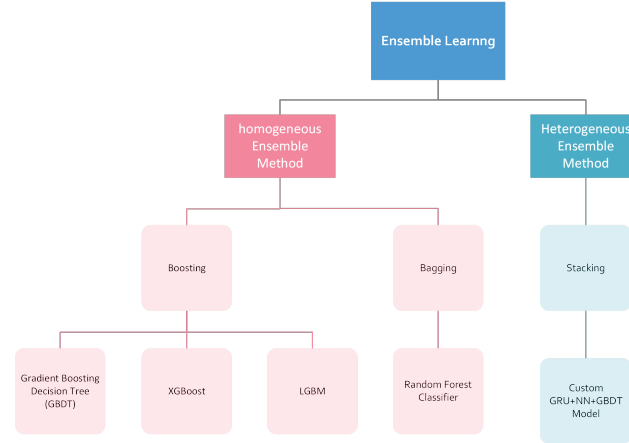 Ensemble Learnng
homogeneous
Ensemble
Method
Heterogeneous
Ensemble
Method
Boosting
Bagging
Stacking
Gradient Boosting
Decision Tree
(GBDT)
XGBoost
LGBM
Random Forest
Classifier
Custom
GRU+NN+GBDT
Model